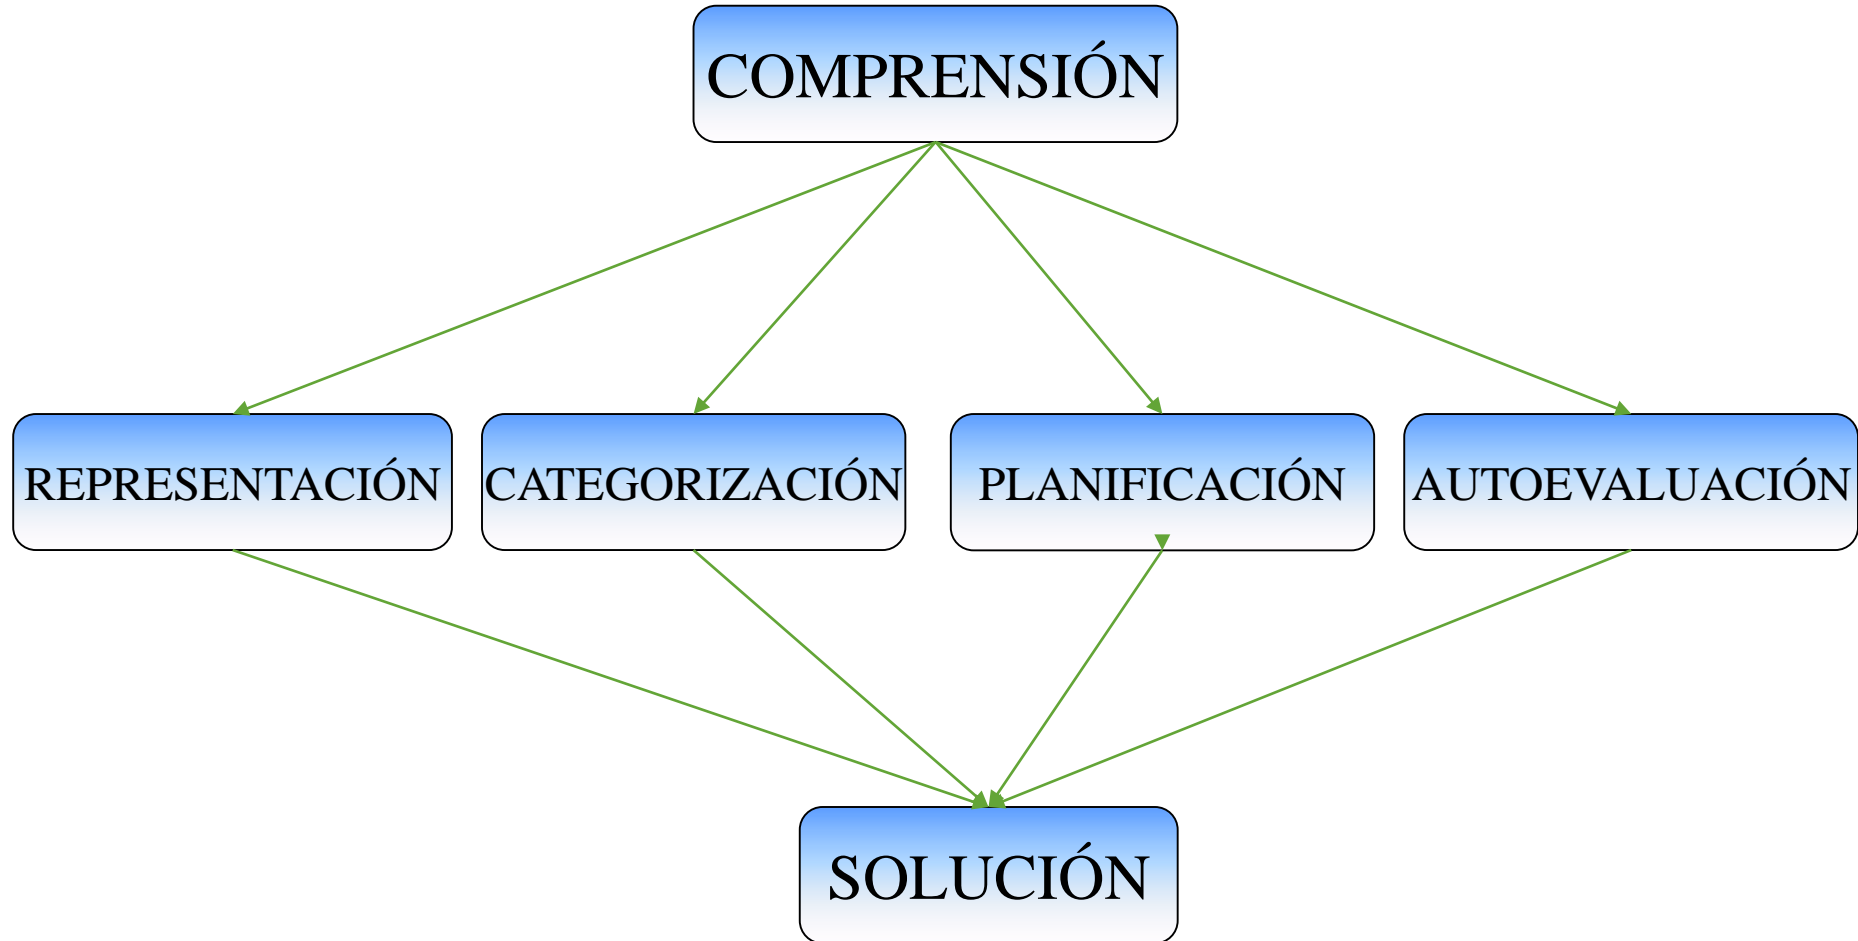 COMPRENSIÓN
REPRESENTACIÓN
CATEGORIZACIÓN
PLANIFICACIÓN
AUTOEVALUACIÓN
SOLUCIÓN